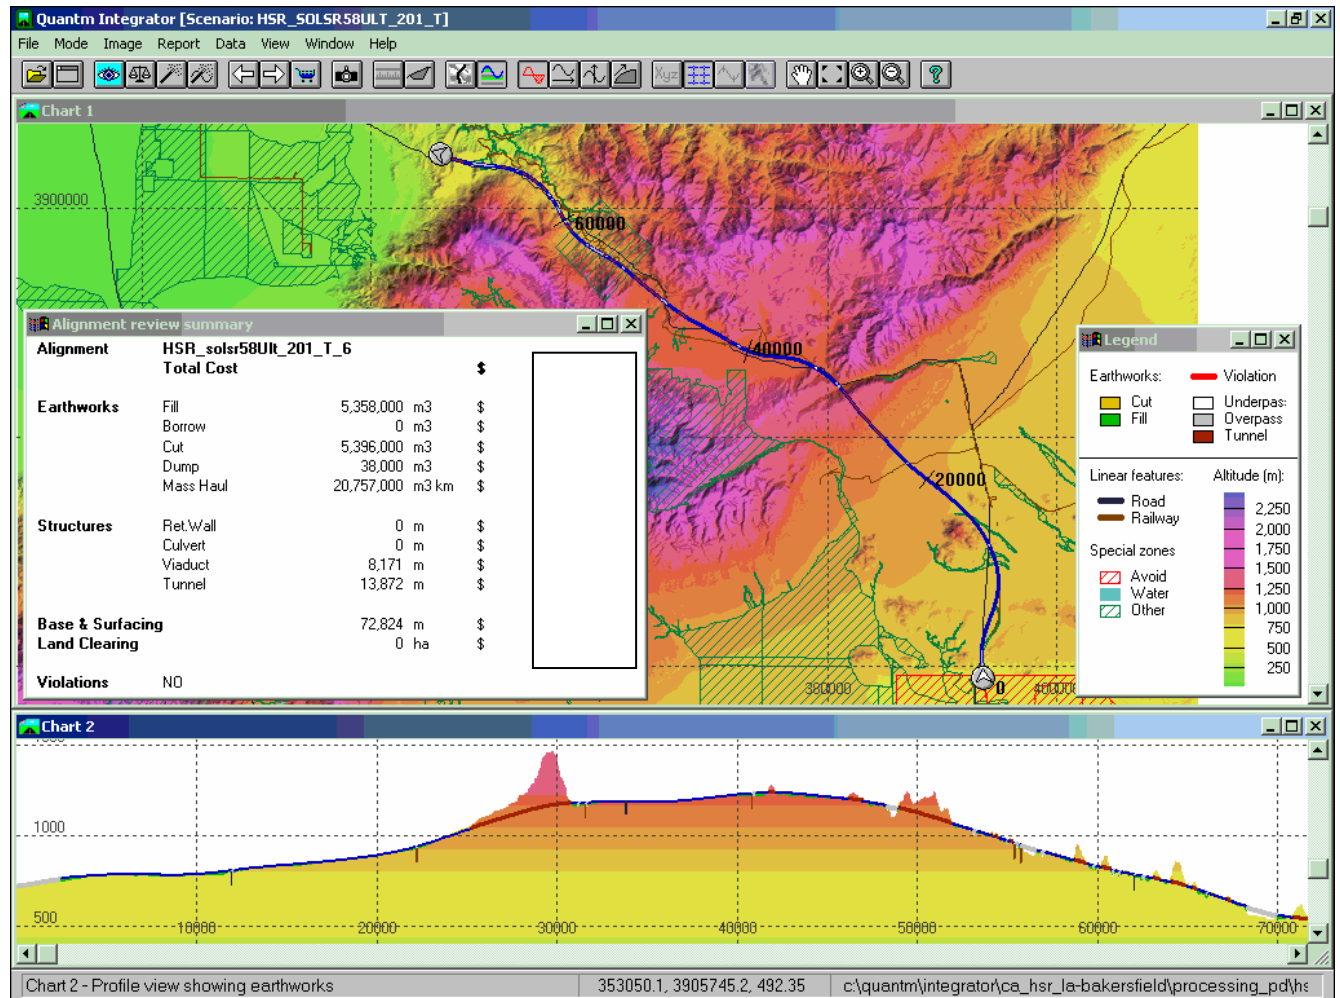 Quantm Integrator [Scenario: HSR_SOLSR58ULT_201_T]
File Mode Image Report Data View Window Help
Xyz
Chart 1
3900000
60000
40000
20000
0
380000
Alignment review summary
Alignment HSR_solsr58Ult_201_T_6
Total Cost $
Earthworks Fill 5,358,000 m3 $
Borrow 0 m3 $
Cut 5,396,000 m3 $
Dump 38,000 m3 $
Mass Haul 20,757,000 m3 km $
Structures Ret.Wall 0 m $
Culvert 0 m $
Viaduct 8,171 m $
Tunnel 13,872 m $
Base & Surfacing 72,824 m $
Land Clearing 0 ha $
Violations NO
Legend
Earthworks: Violation
Cut Underpas:
Fill Overpass
Tunnel
Linear features: Altitude (m):
Road 2,250
Railway 2,000
1,750
Special zones 1,500
Avoid 1,250
Water 1,000
Other 750
500
250
Chart 2
1000
500
10000 20000 30000 40000 50000 60000 70000
Chart 2 - Profile view showing earthworks 353050.1, 3905745.2, 492.35 c:\quantm\integrator\ca_hsr_la-bakersfield\processing_pd\hs